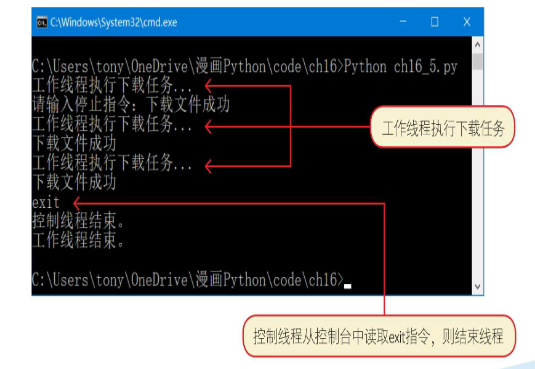 C:\Windows\System32\cmd.exe
C:\Users\tony\OneDrive\漫画Python\code\ch16>Python ch16_5.py
工作线程执行下载任务...
请输入停止指令：下载文件成功
工作线程执行下载任务...
下载文件成功
工作线程执行下载任务...
下载文件成功
exit
控制线程结束。
工作线程结束。
C:\Users\tony\OneDrive\漫画Python\code\ch16>
工作线程执行下载任务
控制线程从控制台中读取exit指令，则结束线程